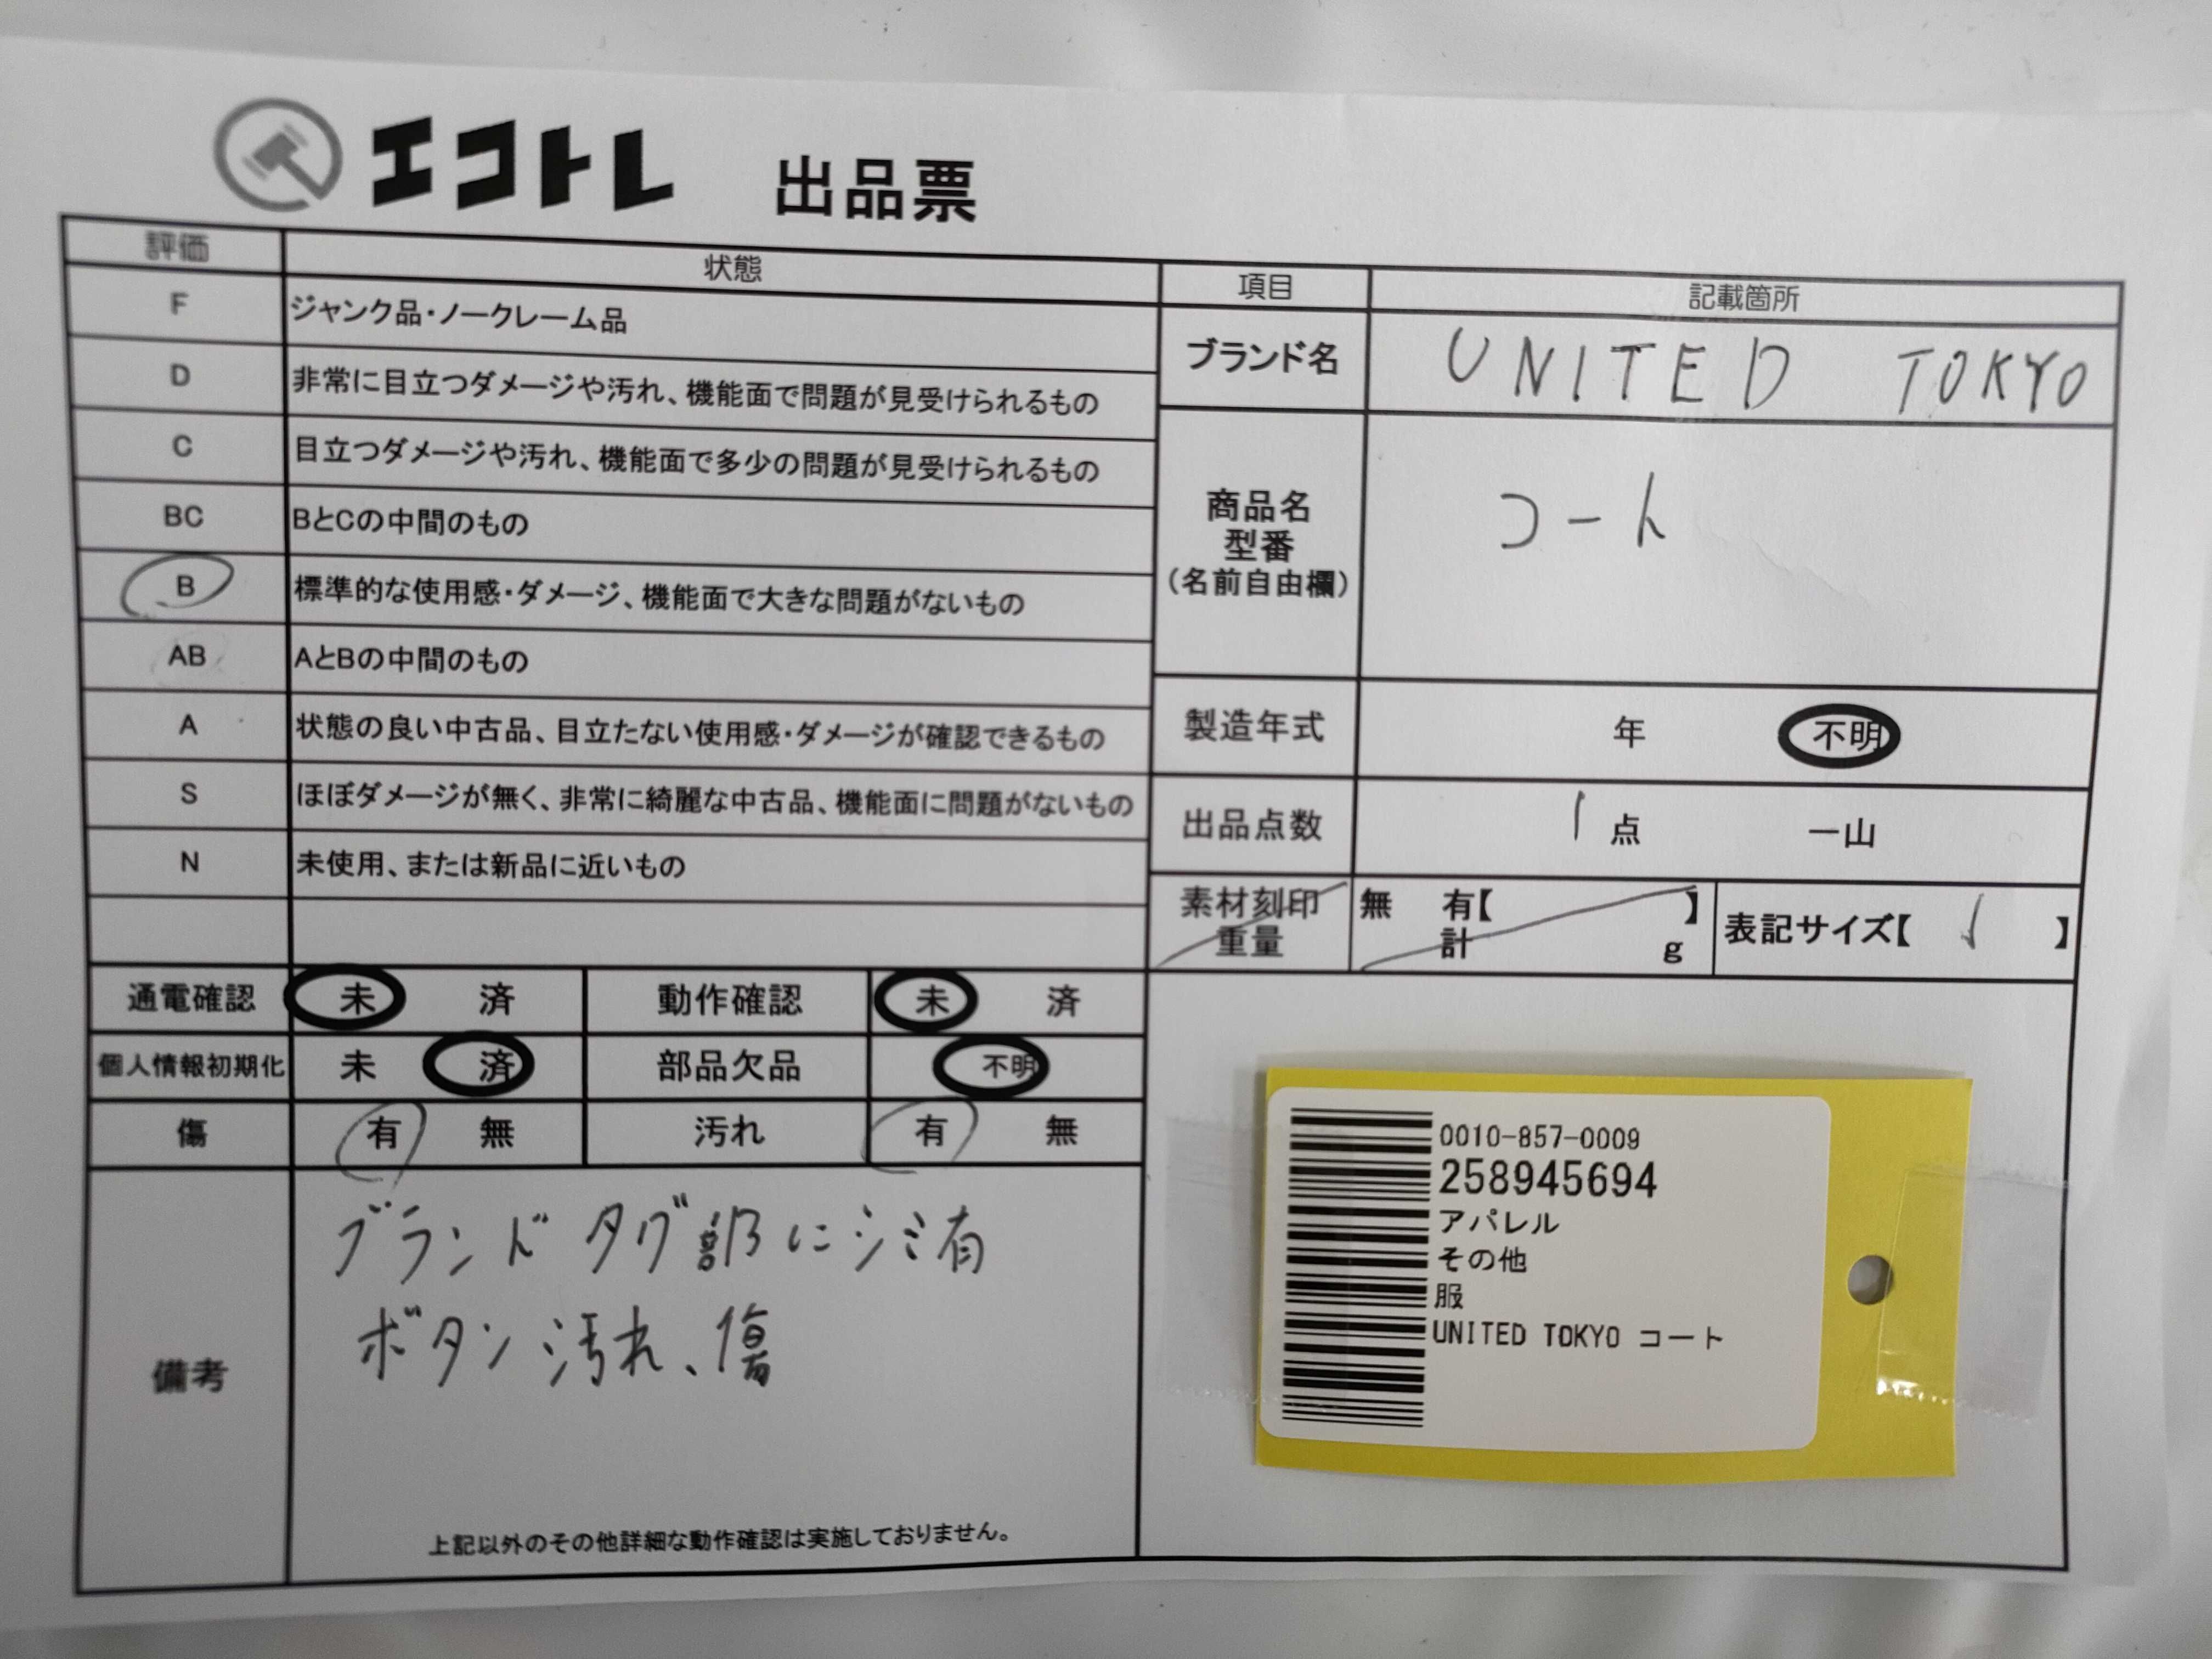 エコトレ 出品票
評価 状態
F ジャンク品・ノークレーム品
D 非常に目立つダメージや汚れ、機能面で問題が見受けられるもの
C 目立つダメージや汚れ、機能面で多少の問題が見受けられるもの
BC BとCの中間のもの
B 標準的な使用感・ダメージ、機能面で大きな問題がないもの
AB AとBの中間のもの
A 状態の良い中古品、目立たない使用感・ダメージが確認できるもの
S ほぼダメージが無く、非常に綺麗な中古品、機能面に問題がないもの
N 未使用、または新品に近いもの
項目 記載箇所
ブランド名 UNITED TOKYO
商品名
型番
(名前自由欄)
コート
製造年式 年 不明
出品点数 1 点 一山
素材刻印 無 有【 】
重量 計 g
表記サイズ【 1 】
通電確認 未 済 動作確認 未 済
個人情報初期化 未 済 部品欠品 不明
傷 有 無 汚れ 有 無
備考
ブランドタグ部にシミ有
ボタン汚れ、傷
上記以外のその他詳細な動作確認は実施しておりません。
0010-857-0009
258945694
アパレル
その他
服
UNITED TOKYO コート